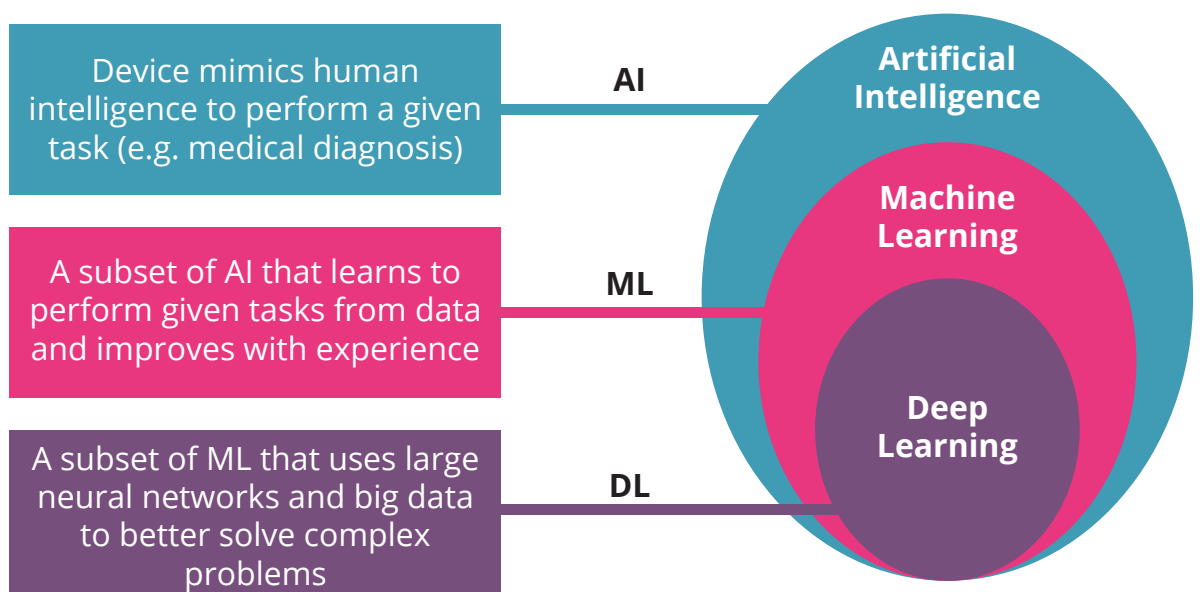 Device mimics human
intelligence to perform a given
task (e.g. medical diagnosis)
AI
Artificial
Intelligence
A subset of AI that learns to
perform given tasks from data
and improves with experience
ML
Machine
Learning
A subset of ML that uses large
neural networks and big data
to better solve complex
problems
DL
Deep
Learning